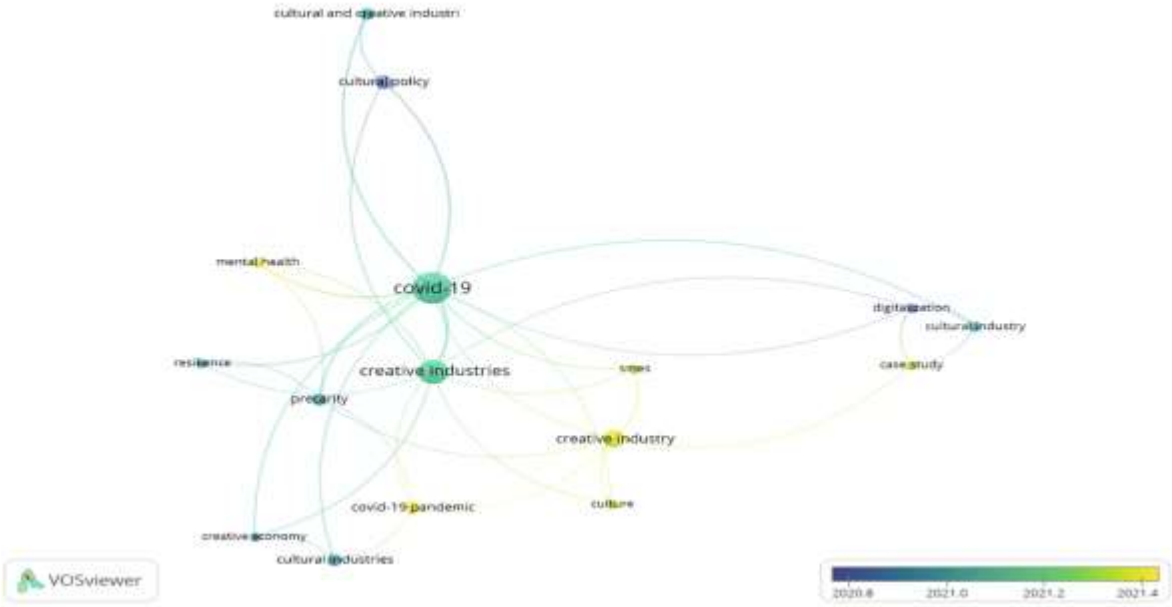 cultural and creative industri
cultural policy
mental health
covid-19
digitalization
cultural industry
resilience
creative industries
smes
case study
precarity
creative industry
covid-19 pandemic
culture
creative economy
cultural industries
VOSviewer
2020.8 2021.0 2021.2 2021.4